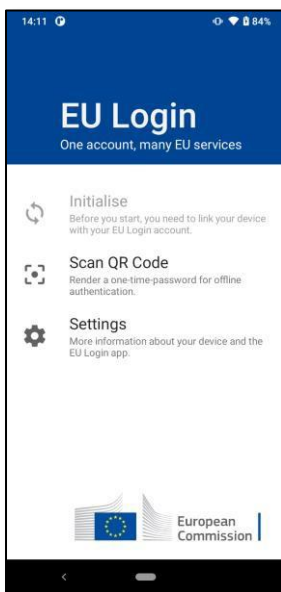 14:11
84%
EU Login
One account, many EU services
Initialise
Before you start, you need to link your device
with your EU Login account.
Scan QR Code
Render a one-time-password for offline
authentication.
Settings
More information about your device and the
EU Login app.
European
Commission